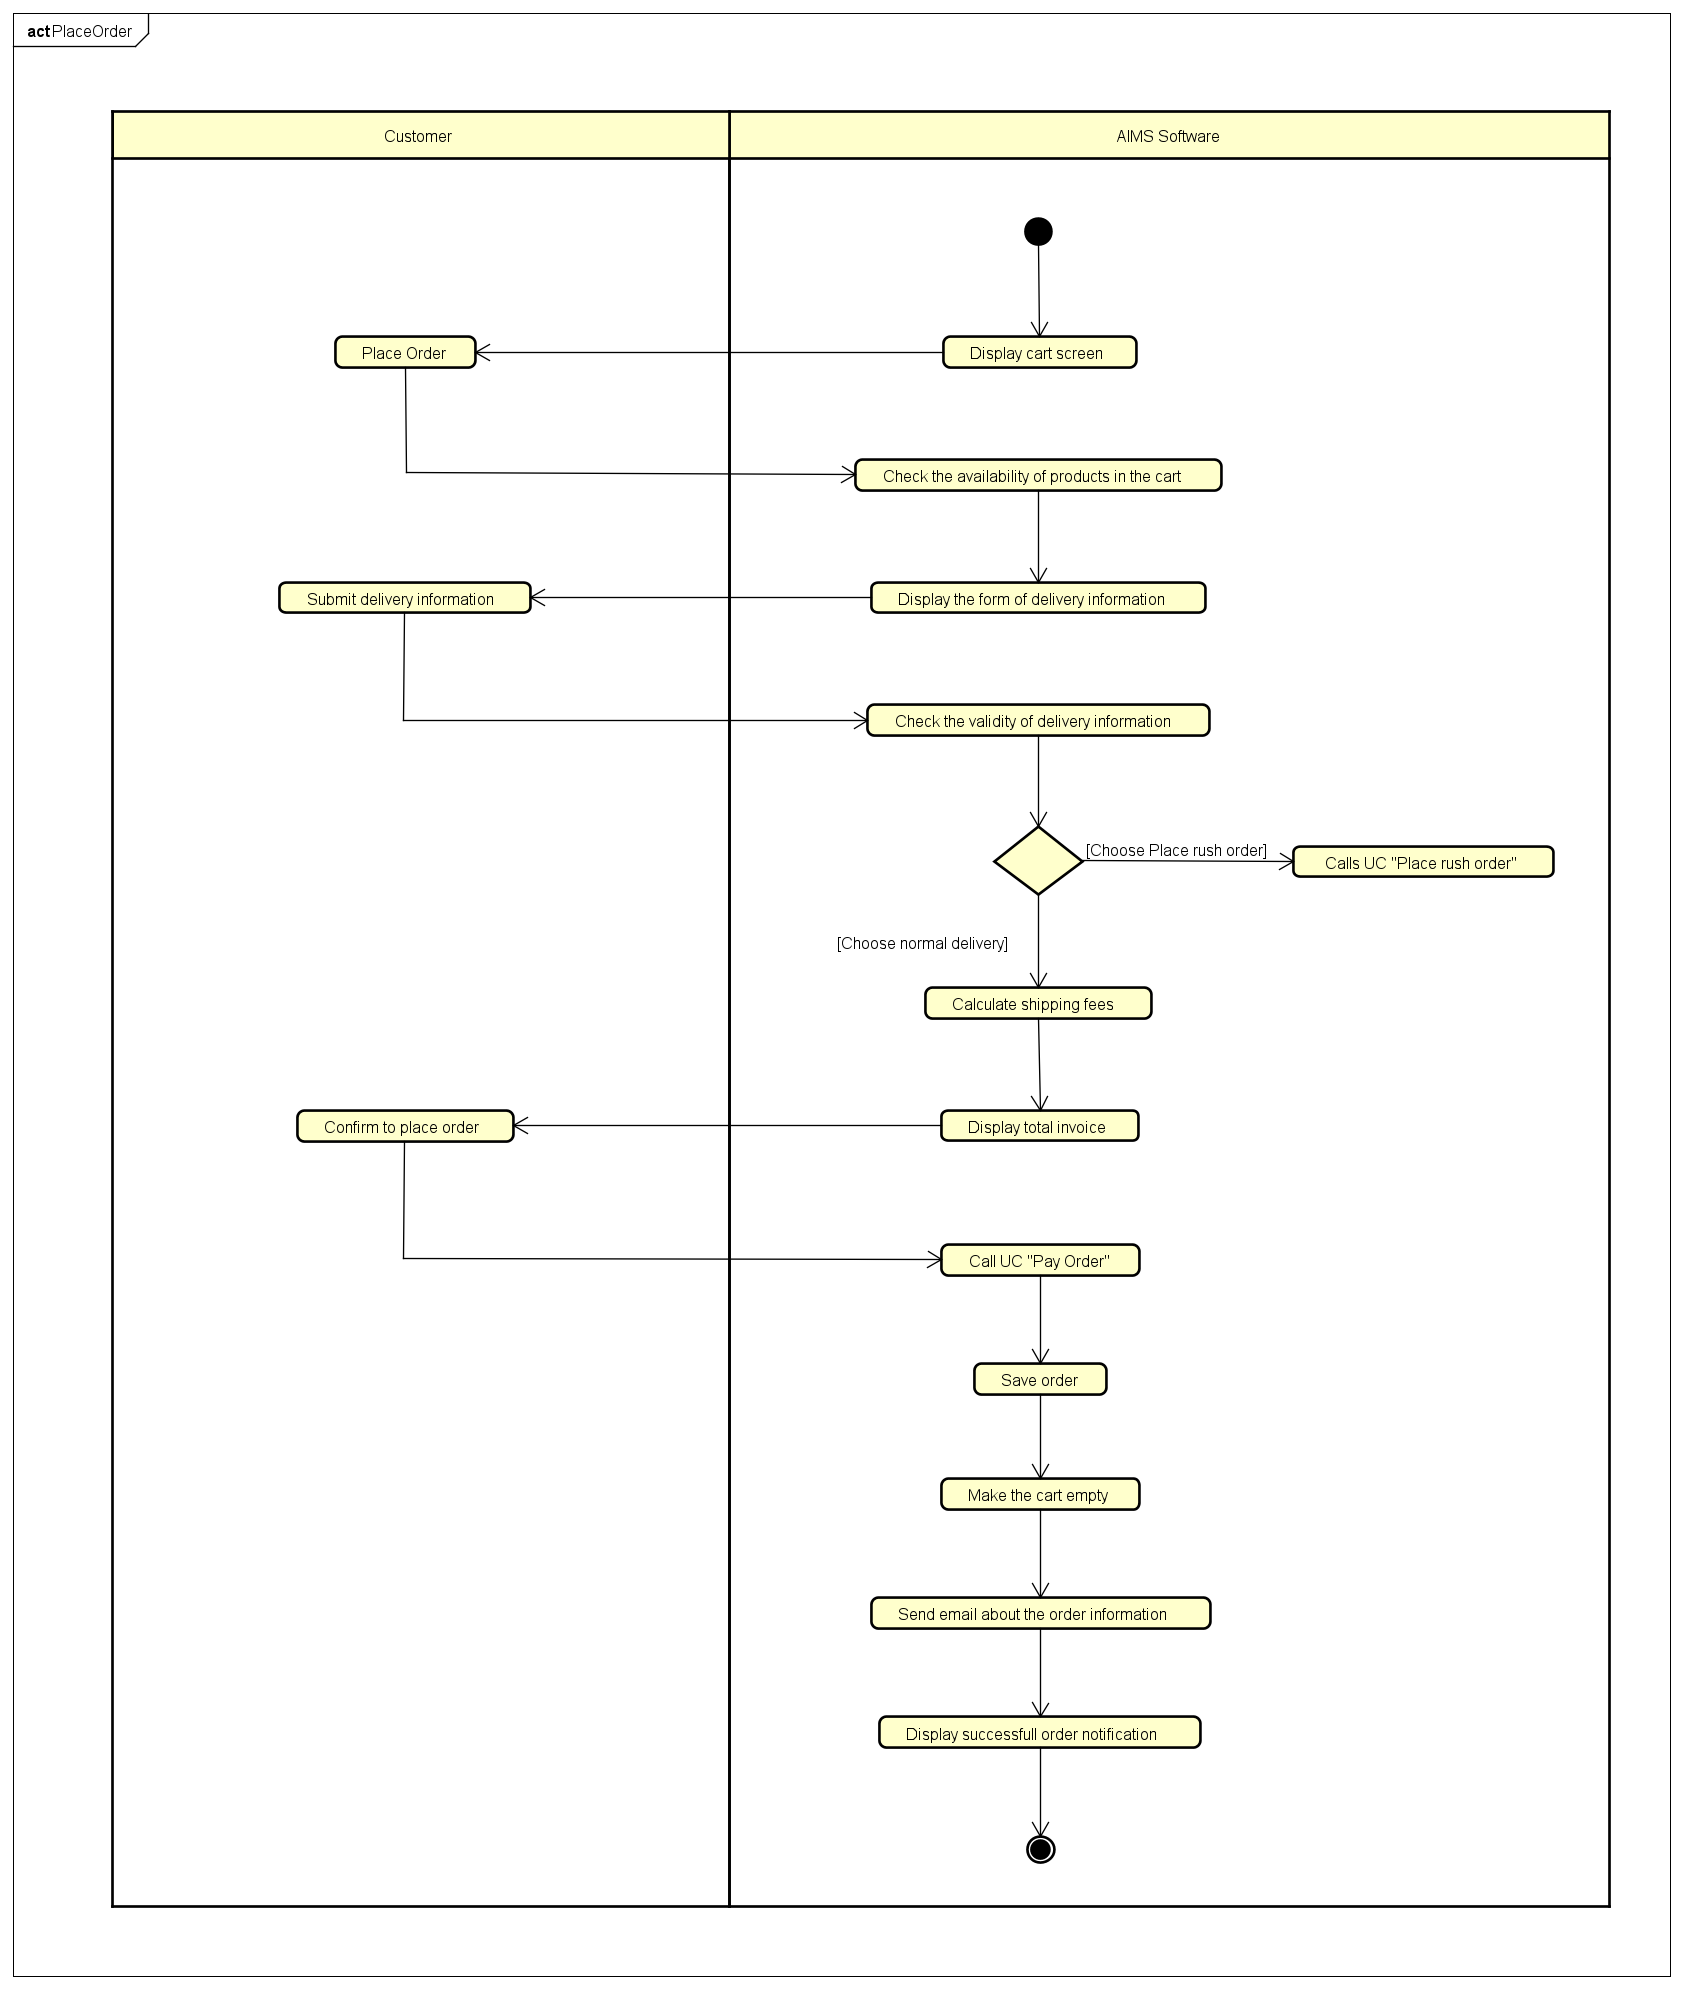 act PlaceOrder
Customer
AIMS Software
Place Order
Display cart screen
Check the availability of products in the cart
Submit delivery information
Display the form of delivery information
Check the validity of delivery information
[Choose Place rush order]
Calls UC "Place rush order"
[Choose normal delivery]
Calculate shipping fees
Confirm to place order
Display total invoice
Call UC "Pay Order"
Save order
Make the cart empty
Send email about the order information
Display successfull order notification